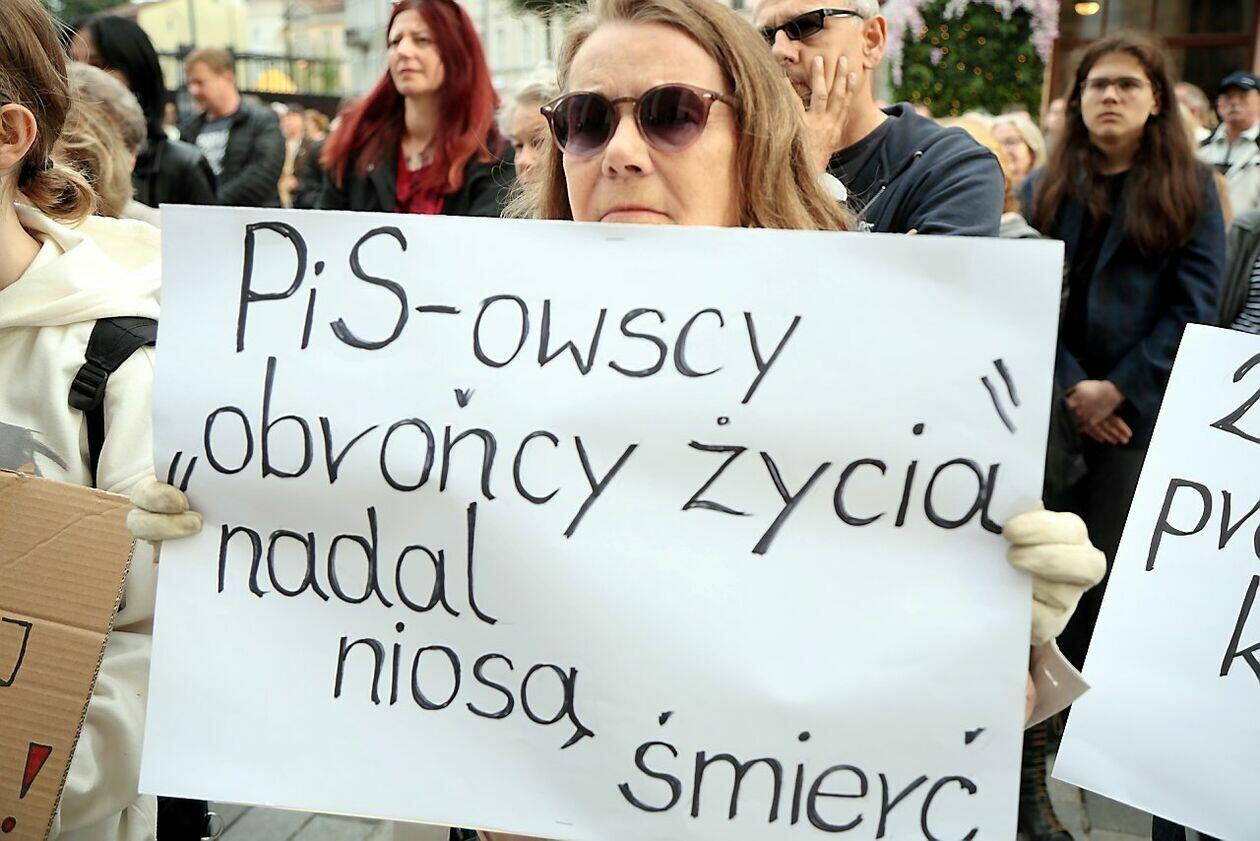 PiS-owscy
„obrońcy życia”
nadal
niosą
śmierć
!